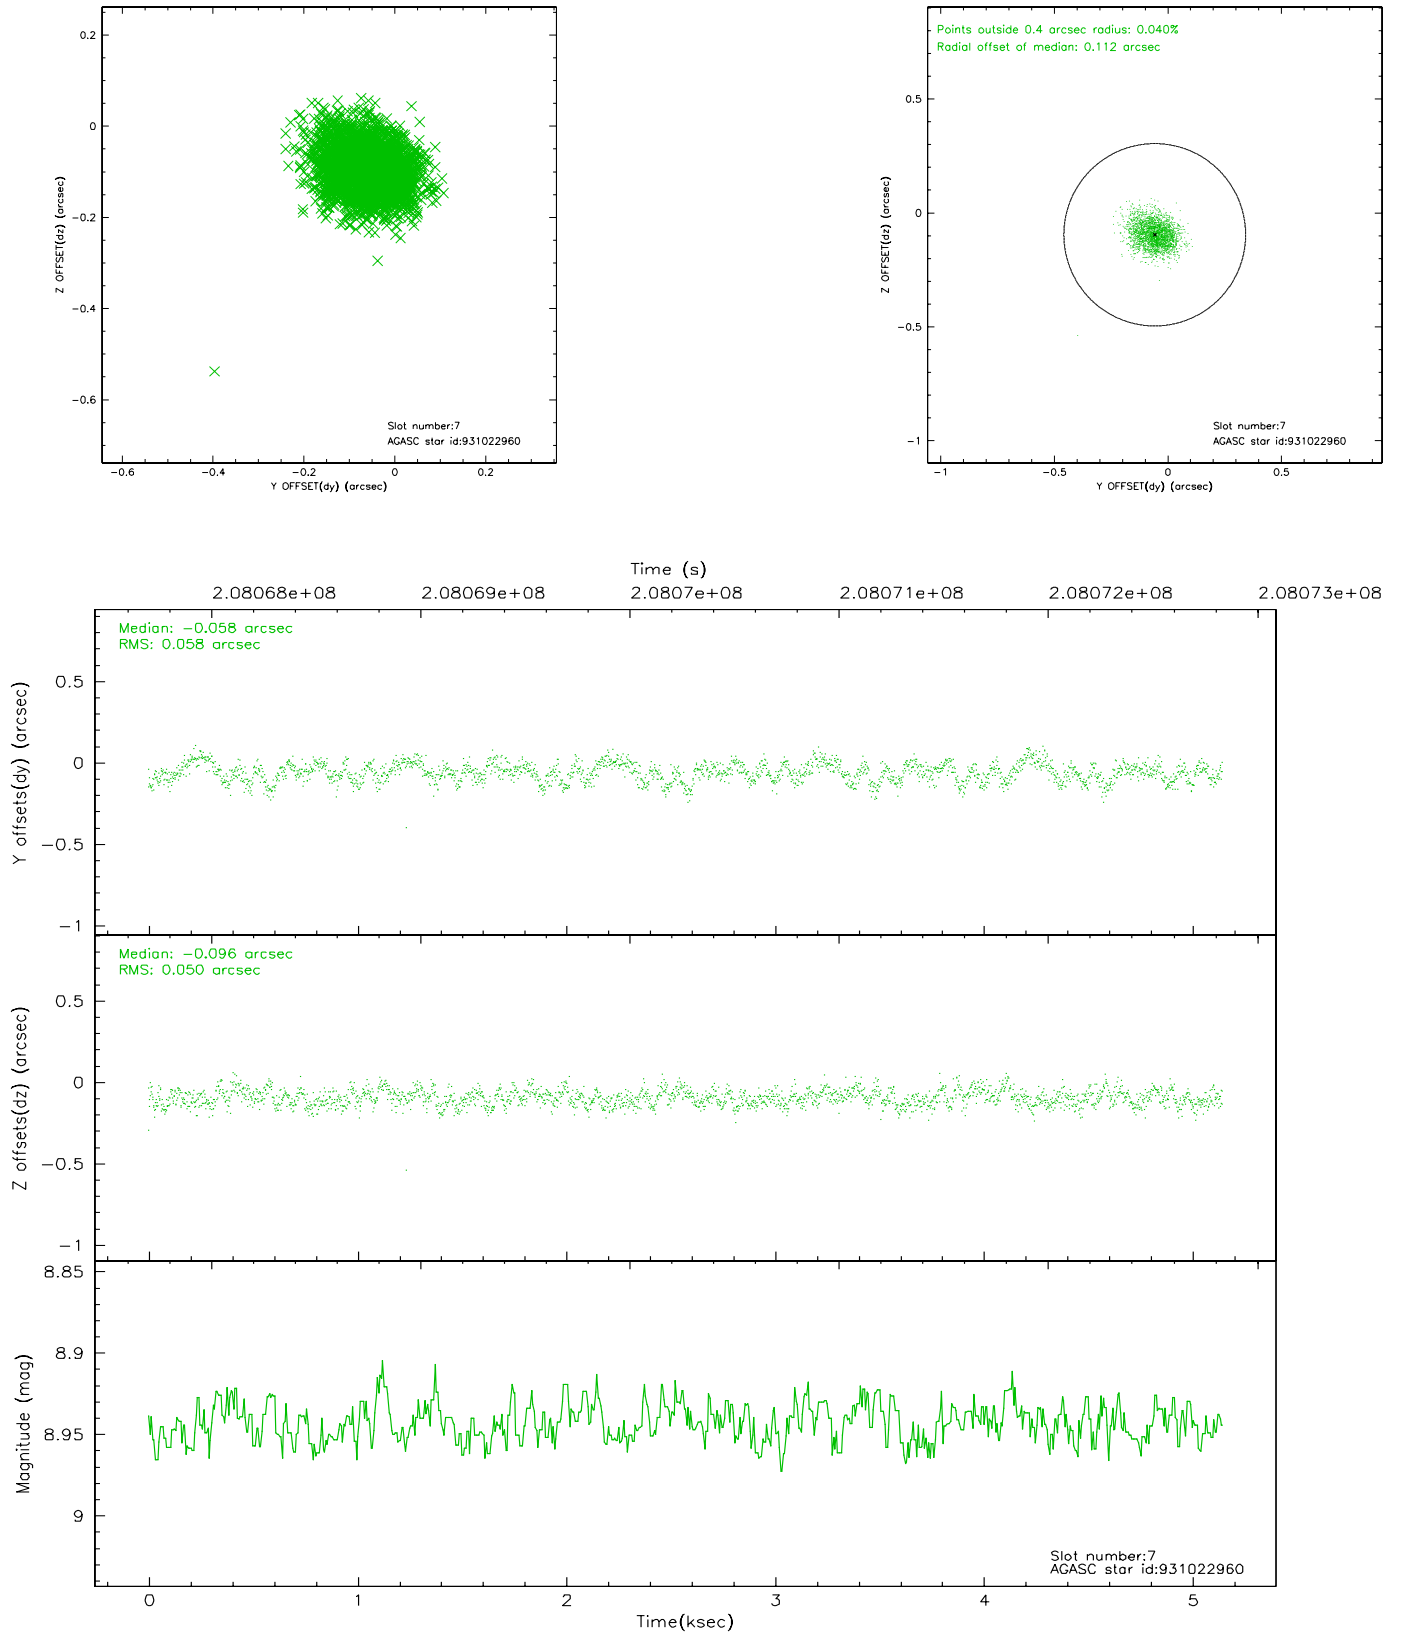 0.2
0
−0.2
−0.4
−0.6
Z OFFSET(dz) (arcsec)
Slot number:7
AGASC star id:931022960
−0.6 −0.4 −0.2 0 0.2
Y OFFSET(dy) (arcsec)
Points outside 0.4 arcsec radius: 0.040%
Radial offset of median: 0.112 arcsec
0.5
0
−0.5
−1
Z OFFSET(dz) (arcsec)
Slot number:7
AGASC star id:931022960
−1 −0.5 0 0.5
Y OFFSET(dy) (arcsec)
Time (s)
2.08068e+08 2.08069e+08 2.0807e+08 2.08071e+08 2.08072e+08 2.08073e+08
Median: −0.058 arcsec
RMS: 0.058 arcsec
0.5
0
−0.5
−1
Y offsets(dy) (arcsec)
Median: −0.096 arcsec
RMS: 0.050 arcsec
0.5
0
−0.5
−1
Z offsets(dz) (arcsec)
8.85
8.9
8.95
9
Magnitude (mag)
Slot number:7
AGASC star id:931022960
0 1 2 3 4 5
Time(ksec)